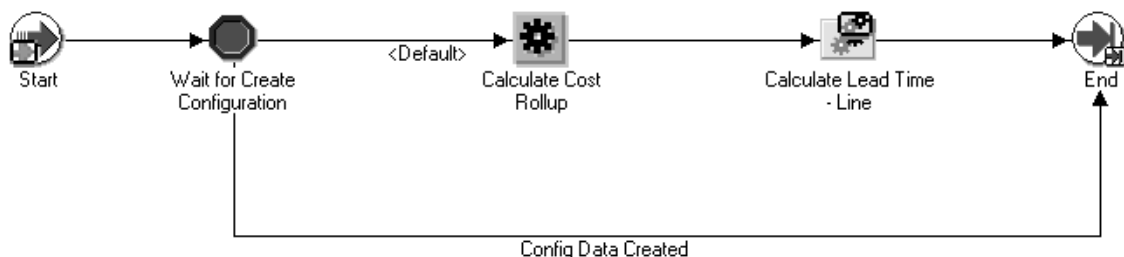 <Default>
Start
Wait for Create
Configuration
Calculate Cost
Rollup
Calculate Lead Time
- Line
End
Config Data Created